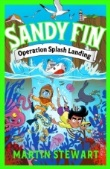 SANDY FIN
Operation Splash Landing
MARTIN STEWART